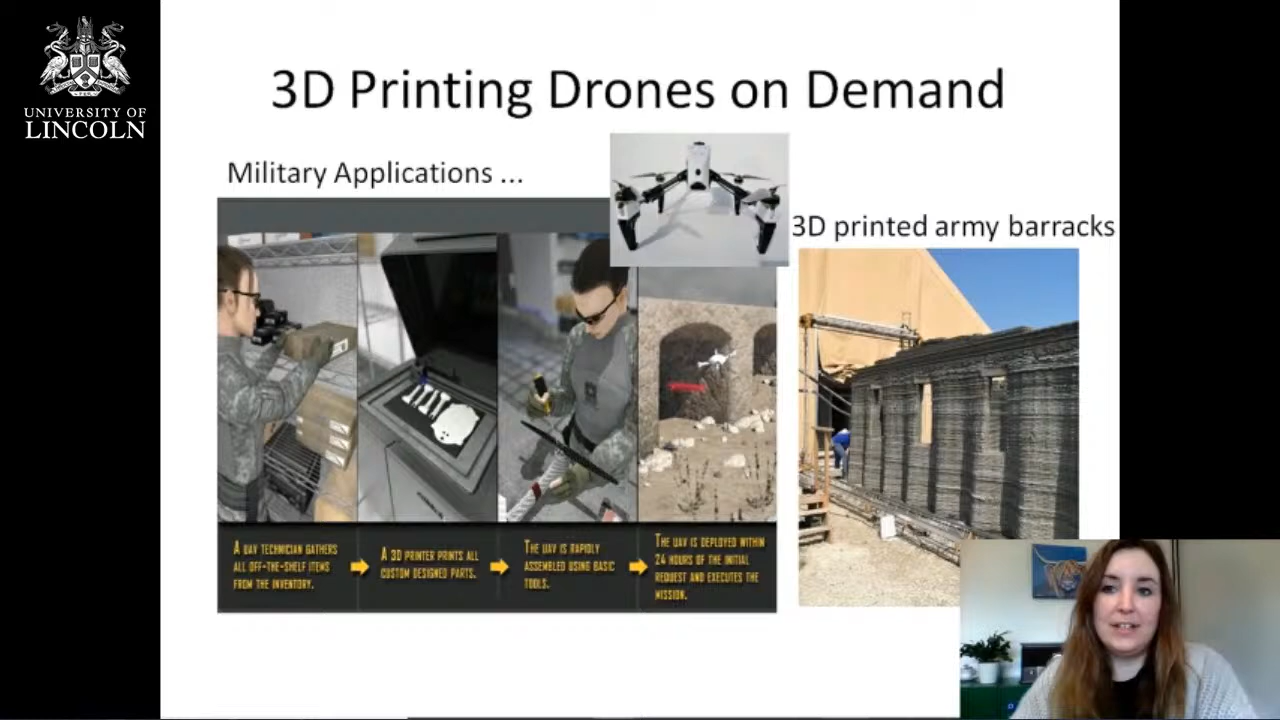 UNIVERSITY OF
LINCOLN
3D Printing Drones on Demand
Military Applications ...
3D printed army barracks
A UAV TECHNICIAN GATHERS
ALL OFF-THE-SHELF ITEMS
FROM THE INVENTORY.
A 3D PRINTER PRINTS ALL
CUSTOM DESIGNED PARTS.
THE UAV IS RAPIDLY
ASSEMBLED USING BASIC
TOOLS.
THE UAV IS DEPLOYED WITHIN
24 HOURS OF THE INITIAL
REQUEST AND EXECUTES THE
MISSION.